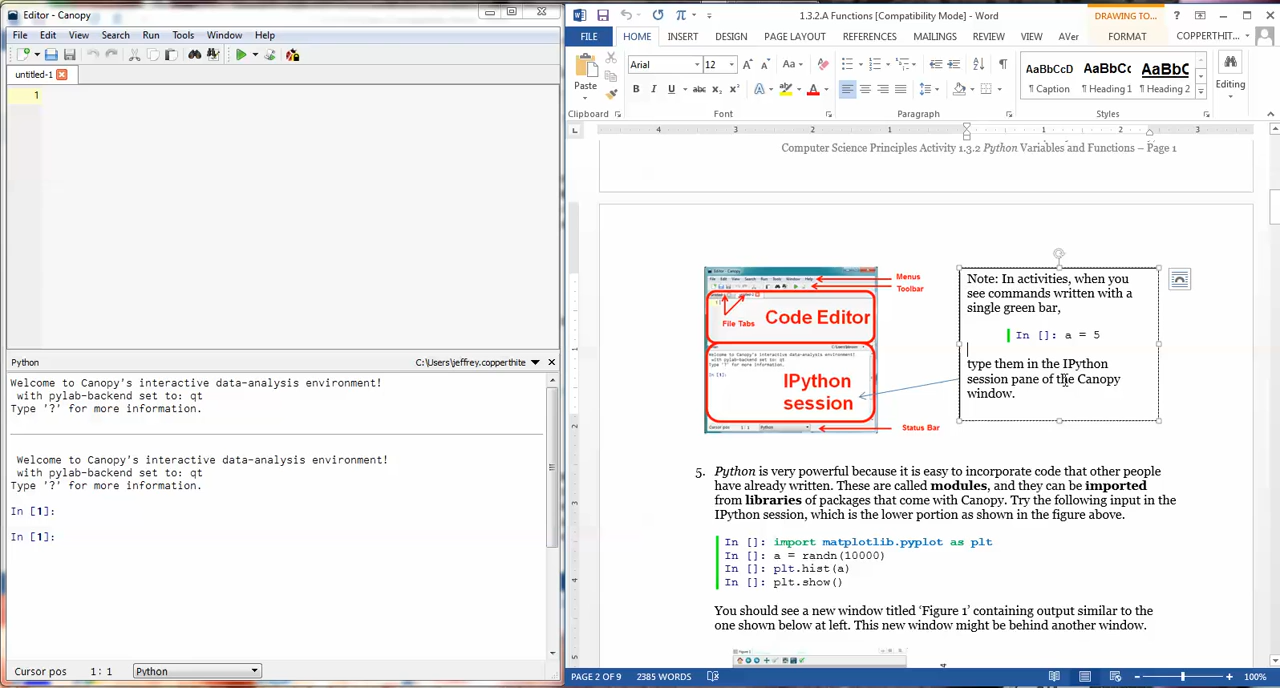 Editor - Canopy
File Edit View Search Run Tools Window Help
untitled-1
1
Python
C:\Users\jeffrey.copperthite
Welcome to Canopy's interactive data-analysis environment!
with pylab-backend set to: qt
Type '?' for more information.
Welcome to Canopy's interactive data-analysis environment!
with pylab-backend set to: qt
Type '?' for more information.
In [1]:
In [1]:
Cursor pos 1 : 1 Python
1.3.2.A Functions [Compatibility Mode] - Word
DRAWING TO...
FILE HOME INSERT DESIGN PAGE LAYOUT REFERENCES MAILINGS REVIEW VIEW AVer FORMAT COPPERTHIT...
Paste
Arial 12
AaBbCcD AaBbCc AaBbC
¶ Caption ¶ Heading 1 ¶ Heading 2
Editing
Clipboard Font Paragraph Styles
4 3 2 1 1 2 3
Computer Science Principles Activity 1.3.2 Python Variables and Functions – Page 1
Menus
Toolbar
File Tabs
Code Editor
IPython
session
Status Bar
Note: In activities, when you
see commands written with a
single green bar,
In []: a = 5
type them in the IPython
session pane of the Canopy
window.
5. Python is very powerful because it is easy to incorporate code that other people
have already written. These are called modules, and they can be imported
from libraries of packages that come with Canopy. Try the following input in the
IPython session, which is the lower portion as shown in the figure above.
In []: import matplotlib.pyplot as plt
In []: a = randn(10000)
In []: plt.hist(a)
In []: plt.show()
You should see a new window titled 'Figure 1' containing output similar to the
one shown below at left. This new window might be behind another window.
PAGE 2 OF 9 2385 WORDS
100%